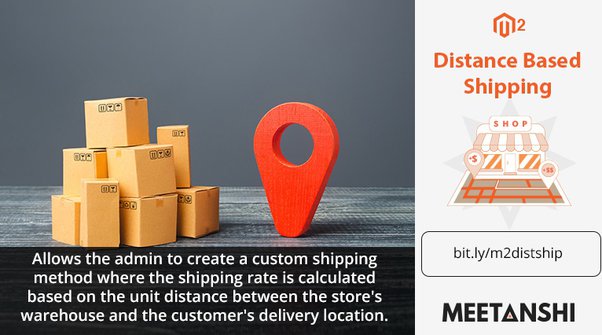 2
Distance Based
Shipping
SHOP
$
$$
bit.ly/m2distship
MEETANSHI
Allows the admin to create a custom shipping
method where the shipping rate is calculated
based on the unit distance between the store's
warehouse and the customer's delivery location.